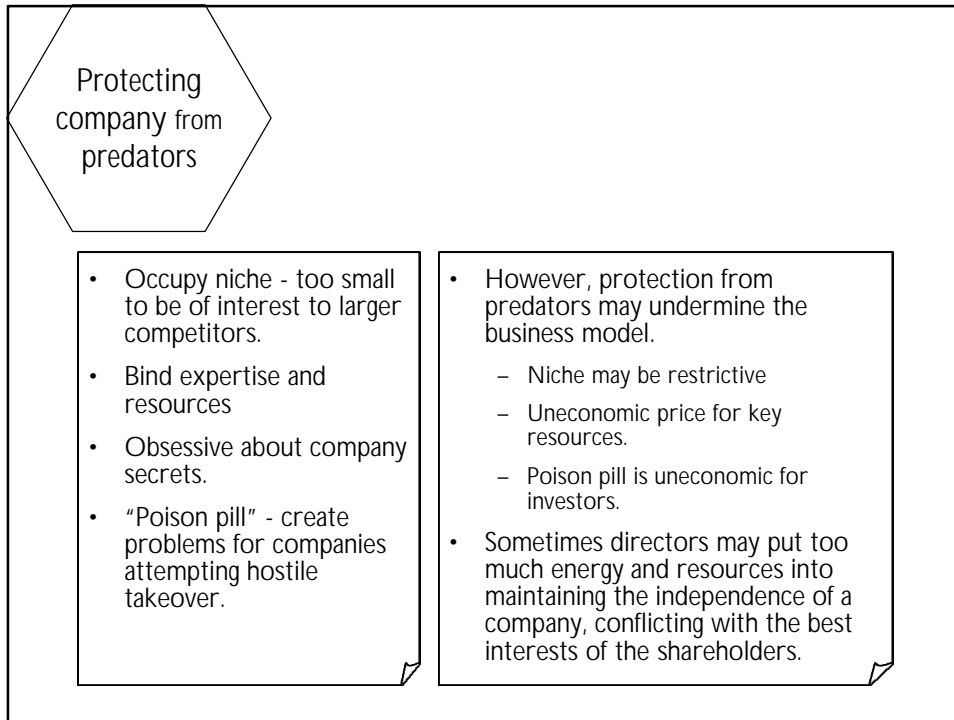 Protecting
company from
predators
• Occupy niche - too small
to be of interest to larger
competitors.
• Bind expertise and
resources
• Obsessive about company
secrets.
• “Poison pill” - create
problems for companies
attempting hostile
takeover.
• However, protection from
predators may undermine the
business model.
– Niche may be restrictive
– Uneconomic price for key
resources.
– Poison pill is uneconomic for
investors.
• Sometimes directors may put too
much energy and resources into
maintaining the independence of a
company, conflicting with the best
interests of the shareholders.